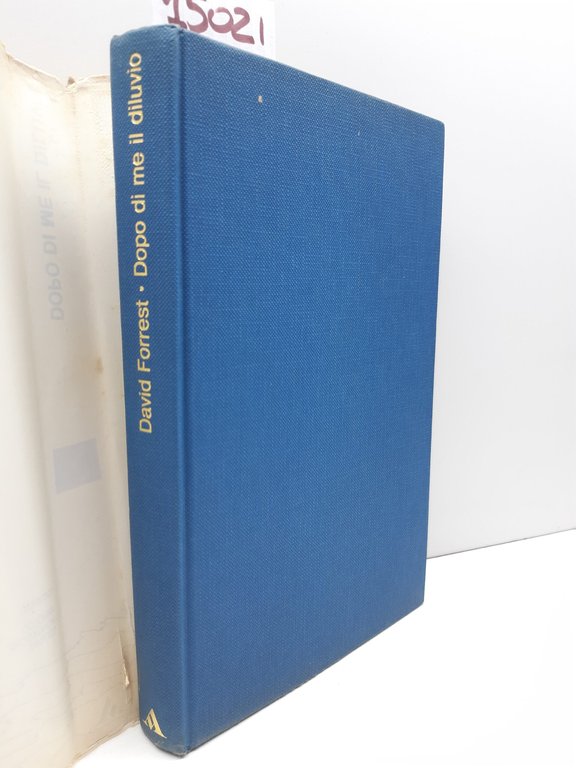 15021
David Forrest · Dopo di me il diluvio
DOPO DI ME IL DILUVIO